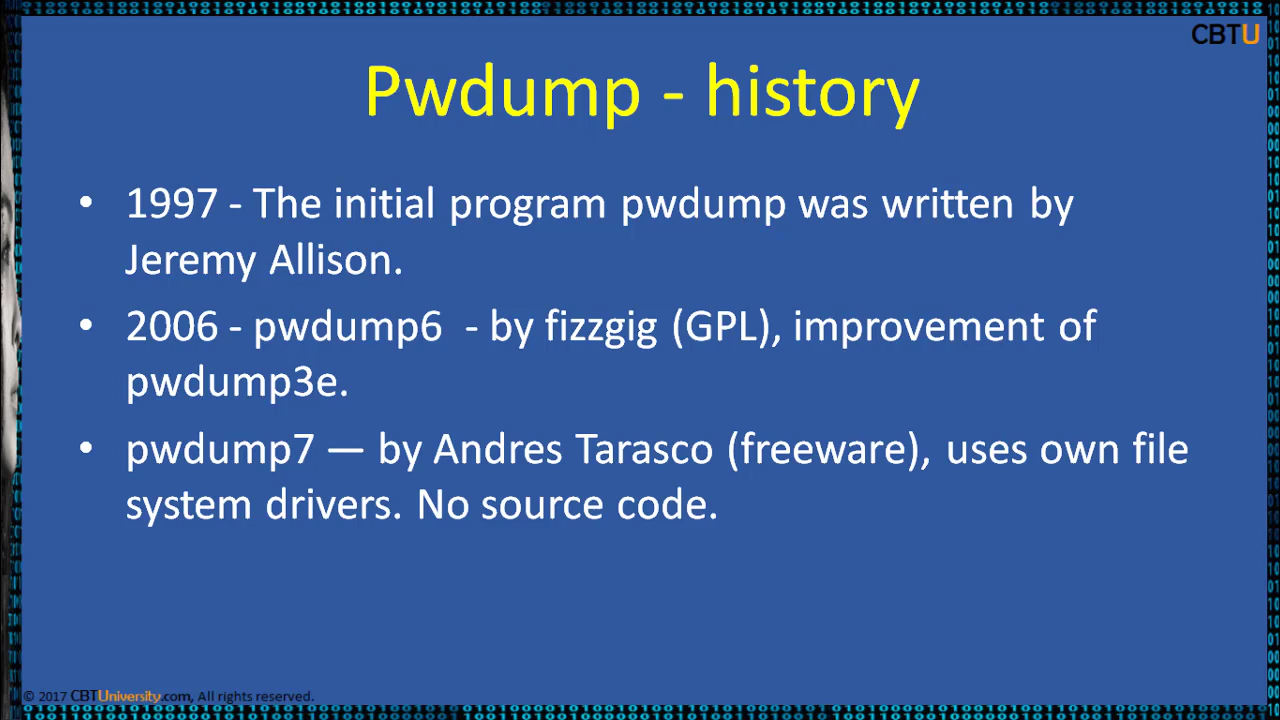 CBTU
Pwdump - history
• 1997 - The initial program pwdump was written by
Jeremy Allison.
• 2006 - pwdump6  - by fizzgig (GPL), improvement of
pwdump3e.
• pwdump7 — by Andres Tarasco (freeware), uses own file
system drivers. No source code.
© 2017 CBTUniversity.com, All rights reserved.